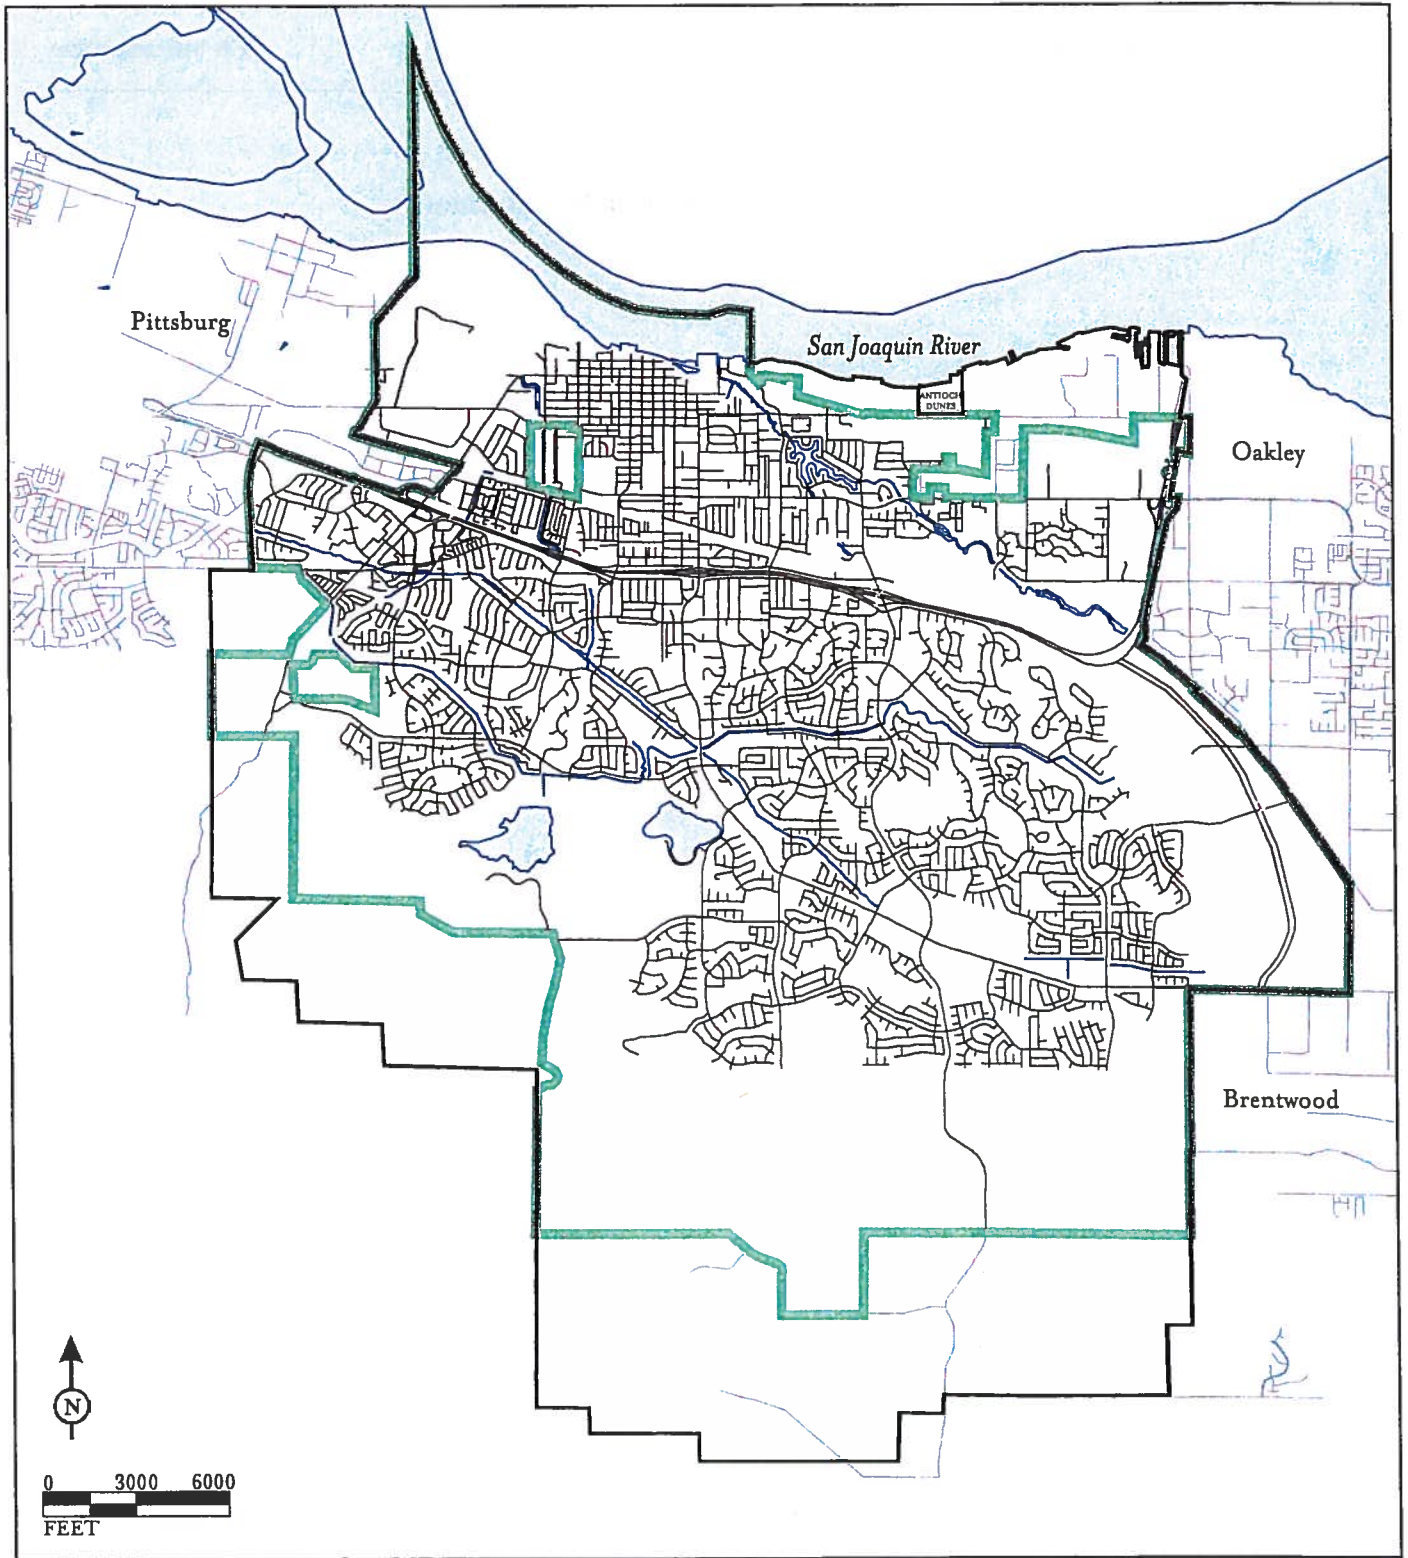 Pittsburg
San Joaquin River
ANTIOCH
DUNES
Oakley
Brentwood
N
0 3000 6000
FEET